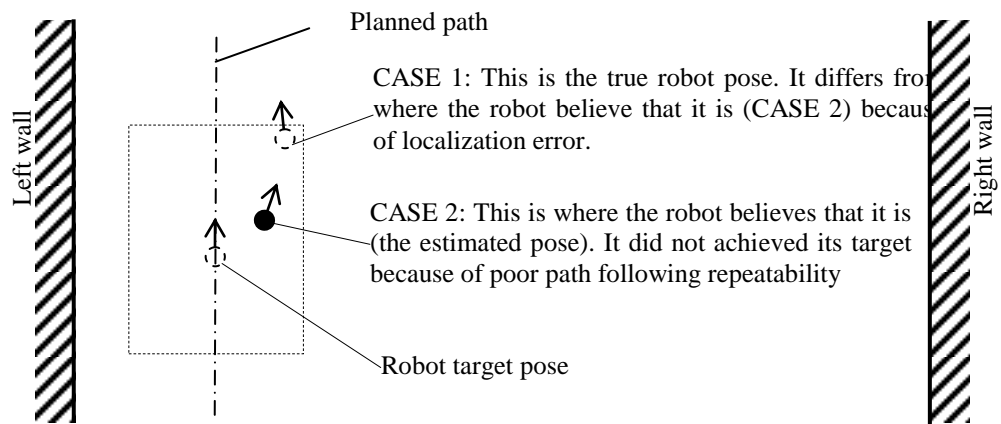 Planned path
CASE 1: This is the true robot pose. It differs fro
where the robot believe that it is (CASE 2) becaus
of localization error.
Left wall
Right wall
CASE 2: This is where the robot believes that it is
(the estimated pose). It did not achieved its target
because of poor path following repeatability
Robot target pose